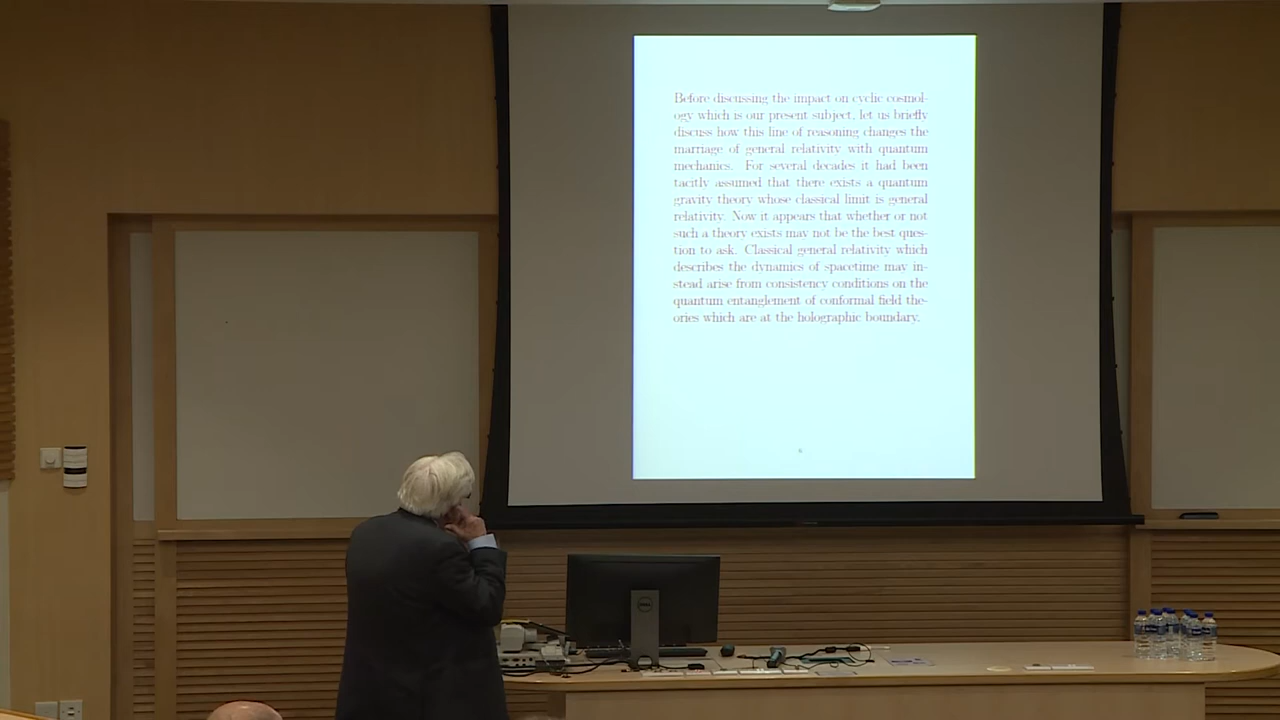 Before discussing the impact on cyclic cosmol-
ogy which is our present subject, let us briefly
discuss how this line of reasoning changes the
marriage of general relativity with quantum
mechanics. For several decades it had been
tacitly assumed that there exists a quantum
gravity theory whose classical limit is general
relativity. Now it appears that whether or not
such a theory exists may not be the best ques-
tion to ask. Classical general relativity which
describes the dynamics of spacetime may in-
stead arise from consistency conditions on the
quantum entanglement of conformal field the-
ories which are at the holographic boundary.